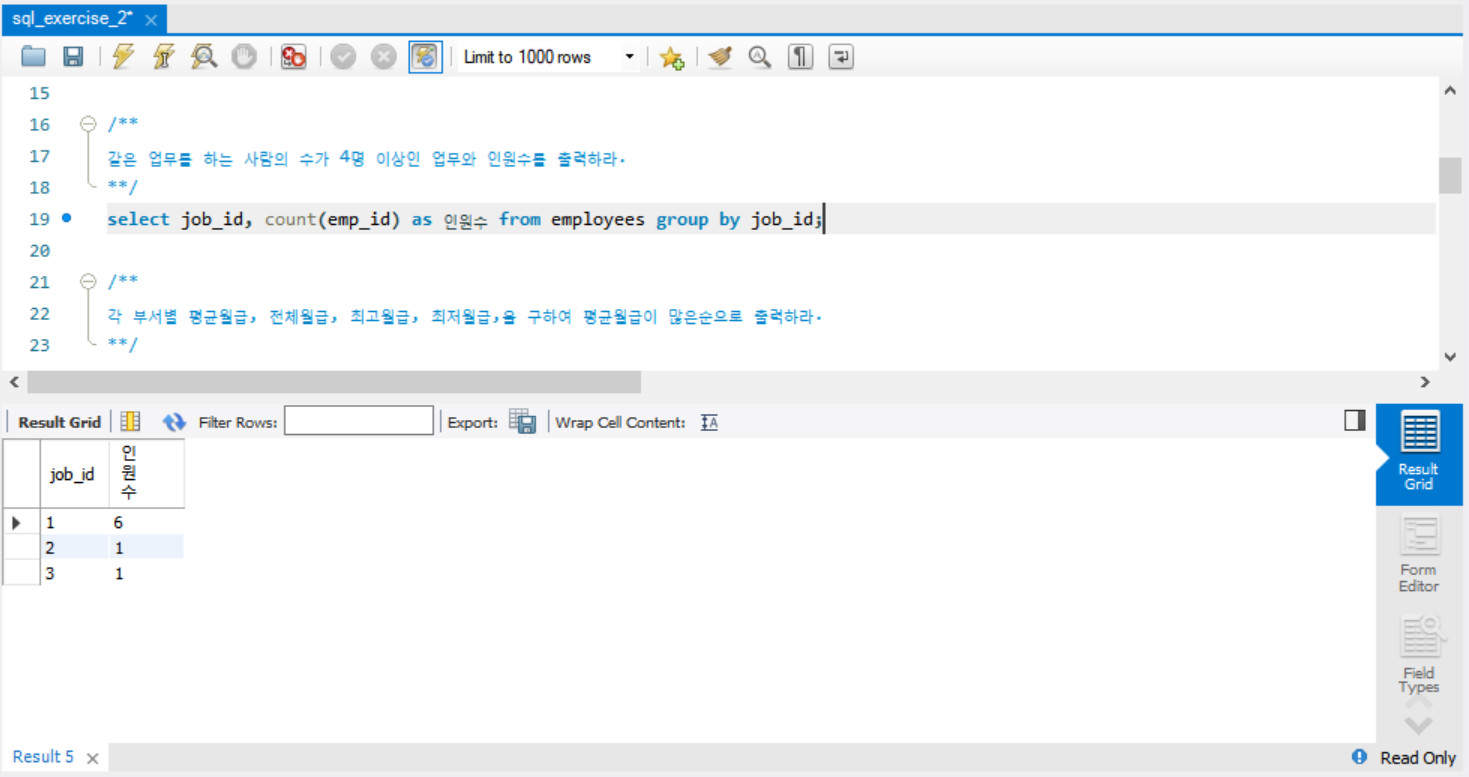 sql_exercise_2*
Limit to 1000 rows
15
16 /**
17 같은 업무를 하는 사람의 수가 4명 이상인 업무와 인원수를 출력하라.
18 **/
19 select job_id, count(emp_id) as 인원수 from employees group by job_id;
20
21 /**
22 각 부서별 평균월급, 전체월급, 최고월급, 최저월급,을 구하여 평균월급이 많은순으로 출력하라.
23 **/
Result Grid Filter Rows: Export: Wrap Cell Content:
job_id 인원수
1 6
2 1
3 1
Result
Grid
Form
Editor
Field
Types
Result 5 Read Only